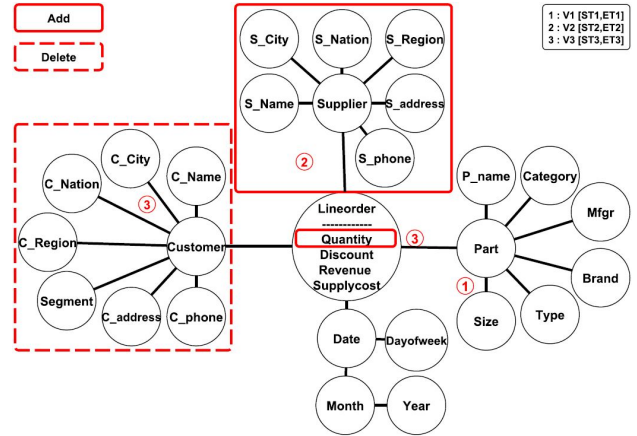 Add
Delete
1 : V1 [ST1,ET1]
2 : V2 [ST2,ET2]
3 : V3 [ST3,ET3]
S_City
S_Nation
S_Region
S_Name
Supplier
S_address
S_phone
2
C_City
C_Name
C_Nation
3
C_Region
Customer
Segment
C_address
C_phone
Lineorder
------------
Quantity
Discount
Revenue
Supplycost
3
P_name
Category
Mfgr
Part
Brand
1
Size
Type
Date
Dayofweek
Month
Year